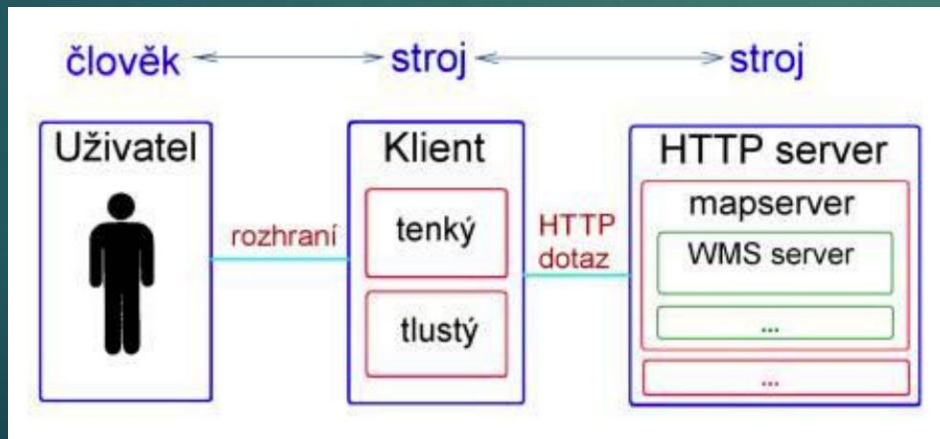 člověk stroj stroj
Uživatel
rozhraní
Klient
tenký
tlustý
HTTP
dotaz
HTTP server
mapserver
WMS server
...
...